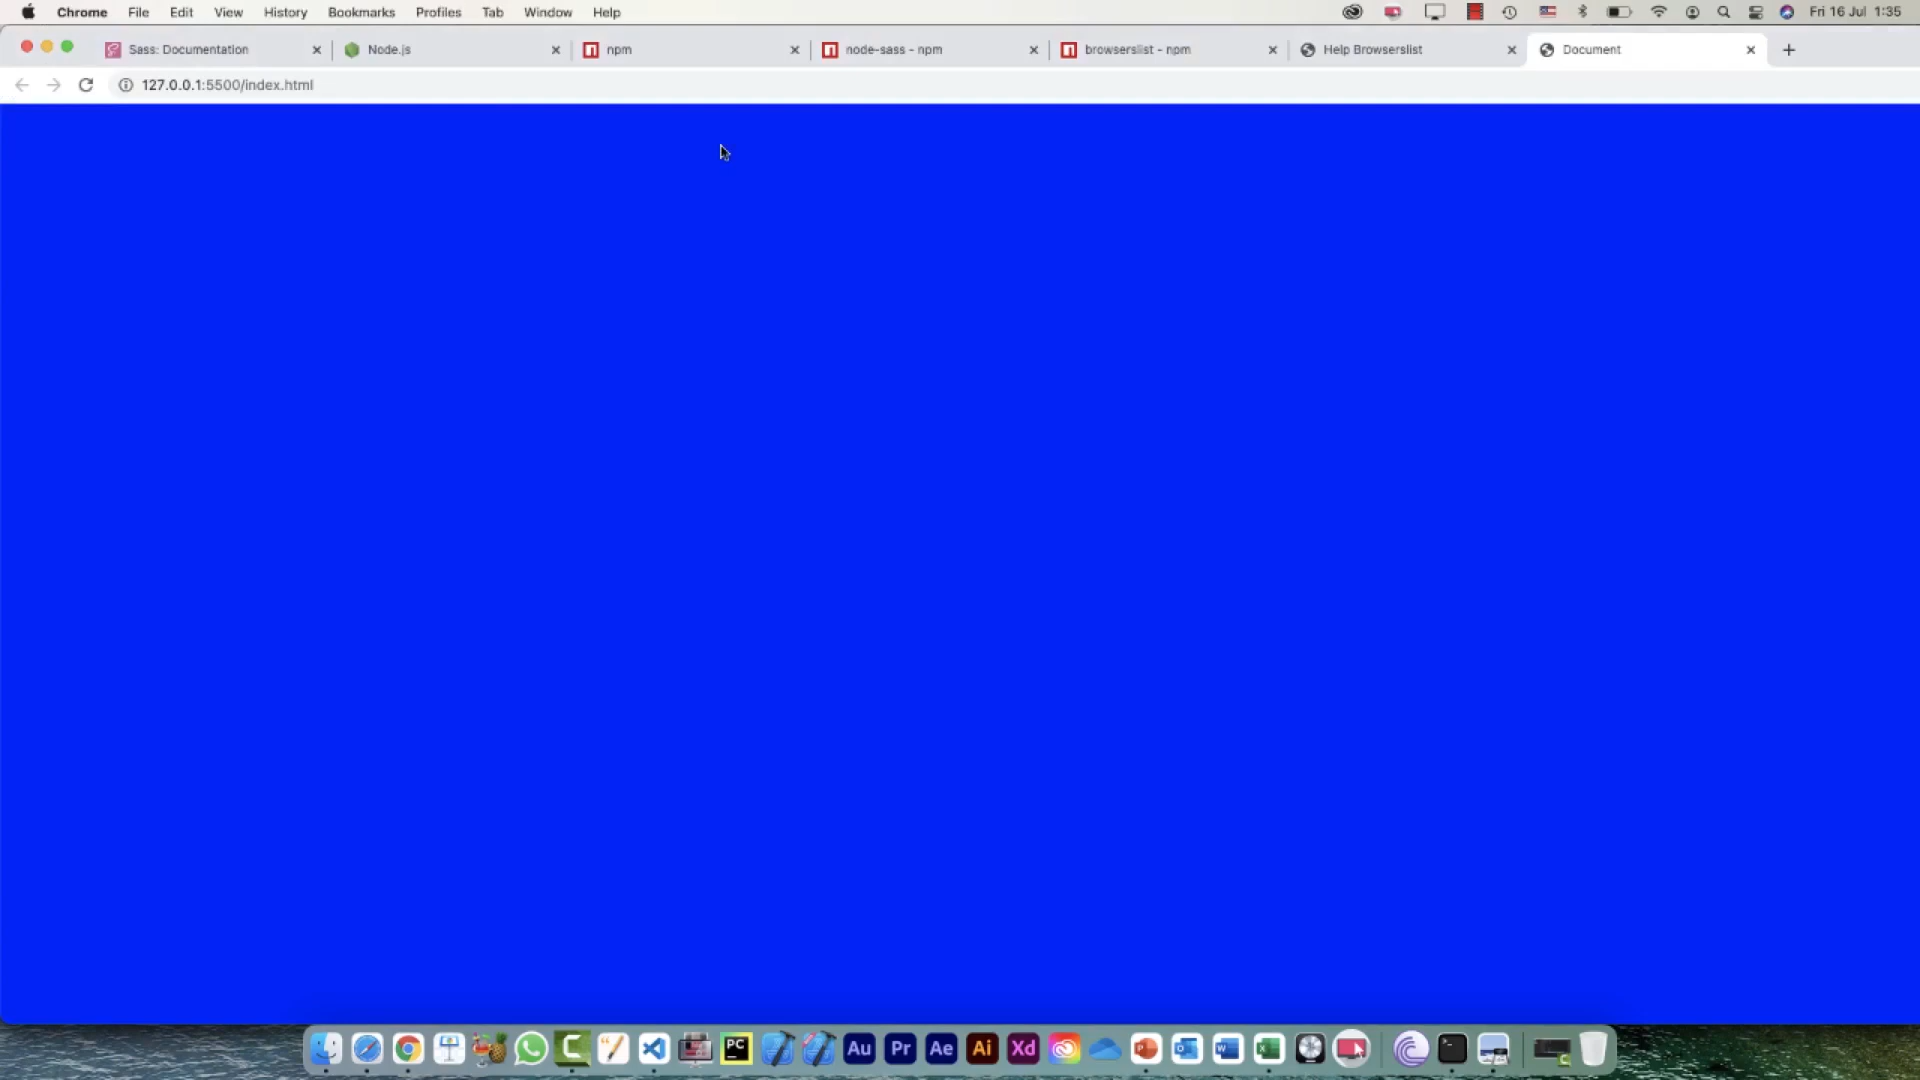 Chrome File Edit View History Bookmarks Profiles Tab Window Help Fri 16 Jul 1:35
Sass: Documentation Node.js npm node-sass - npm browserslist - npm Help Browserslist Document
127.0.0.1:5500/index.html
PC Au Pr Ae Ai Xd